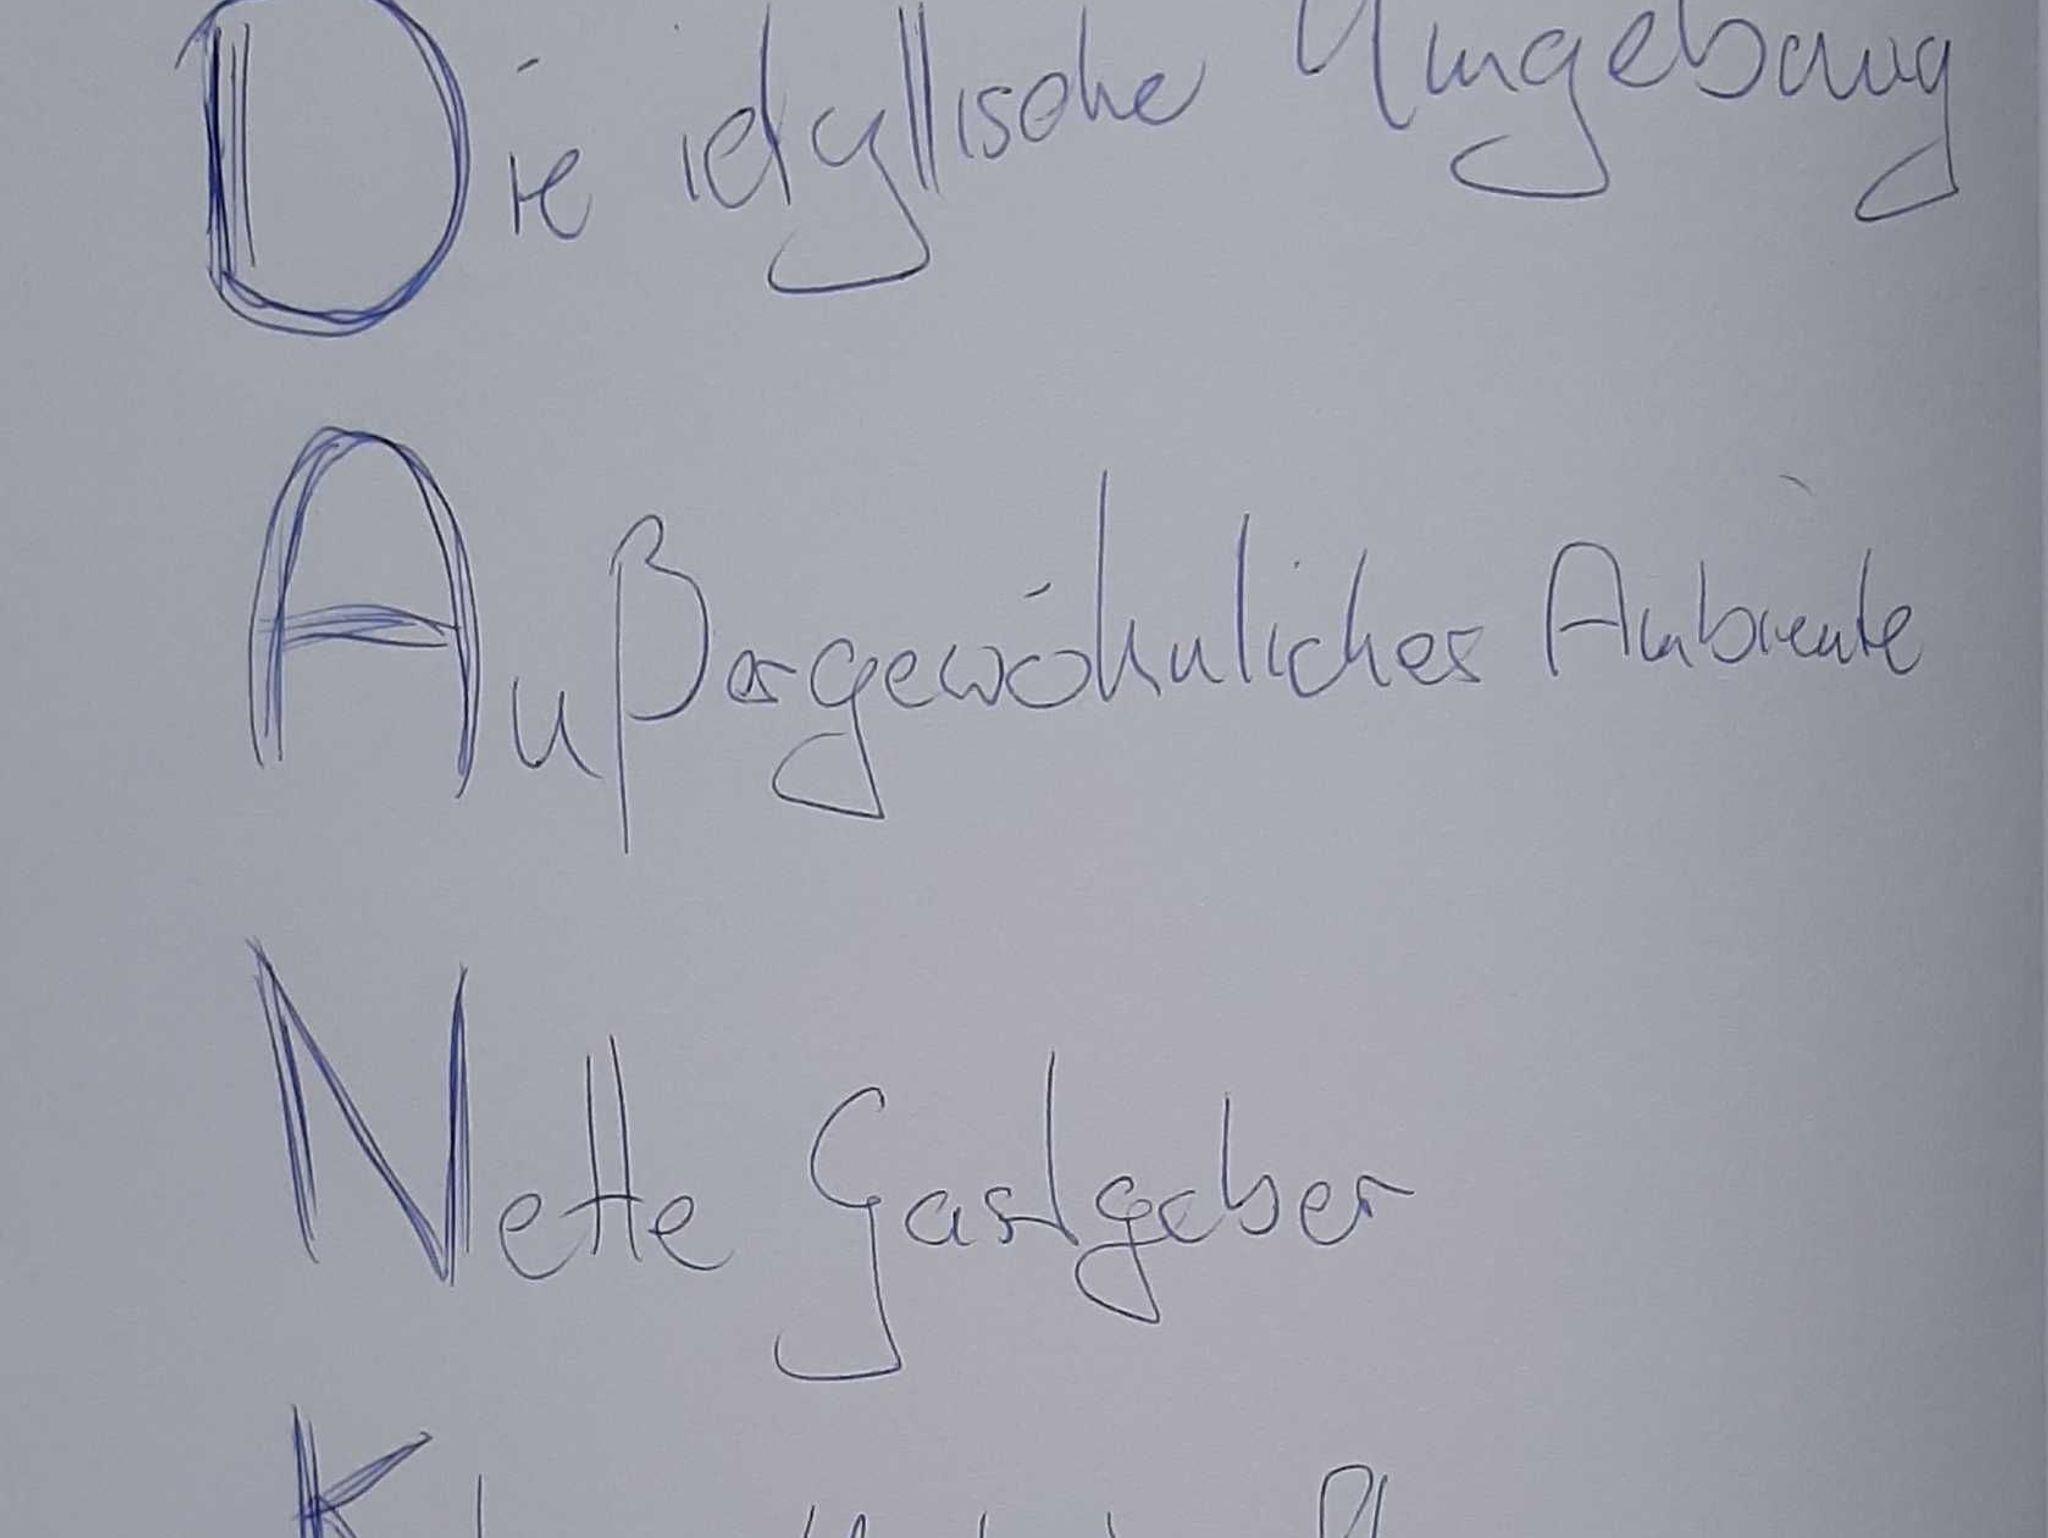 Die idyllische Umgebung
Außergewöhnliches Ambiente
Nette Gastgeber
K